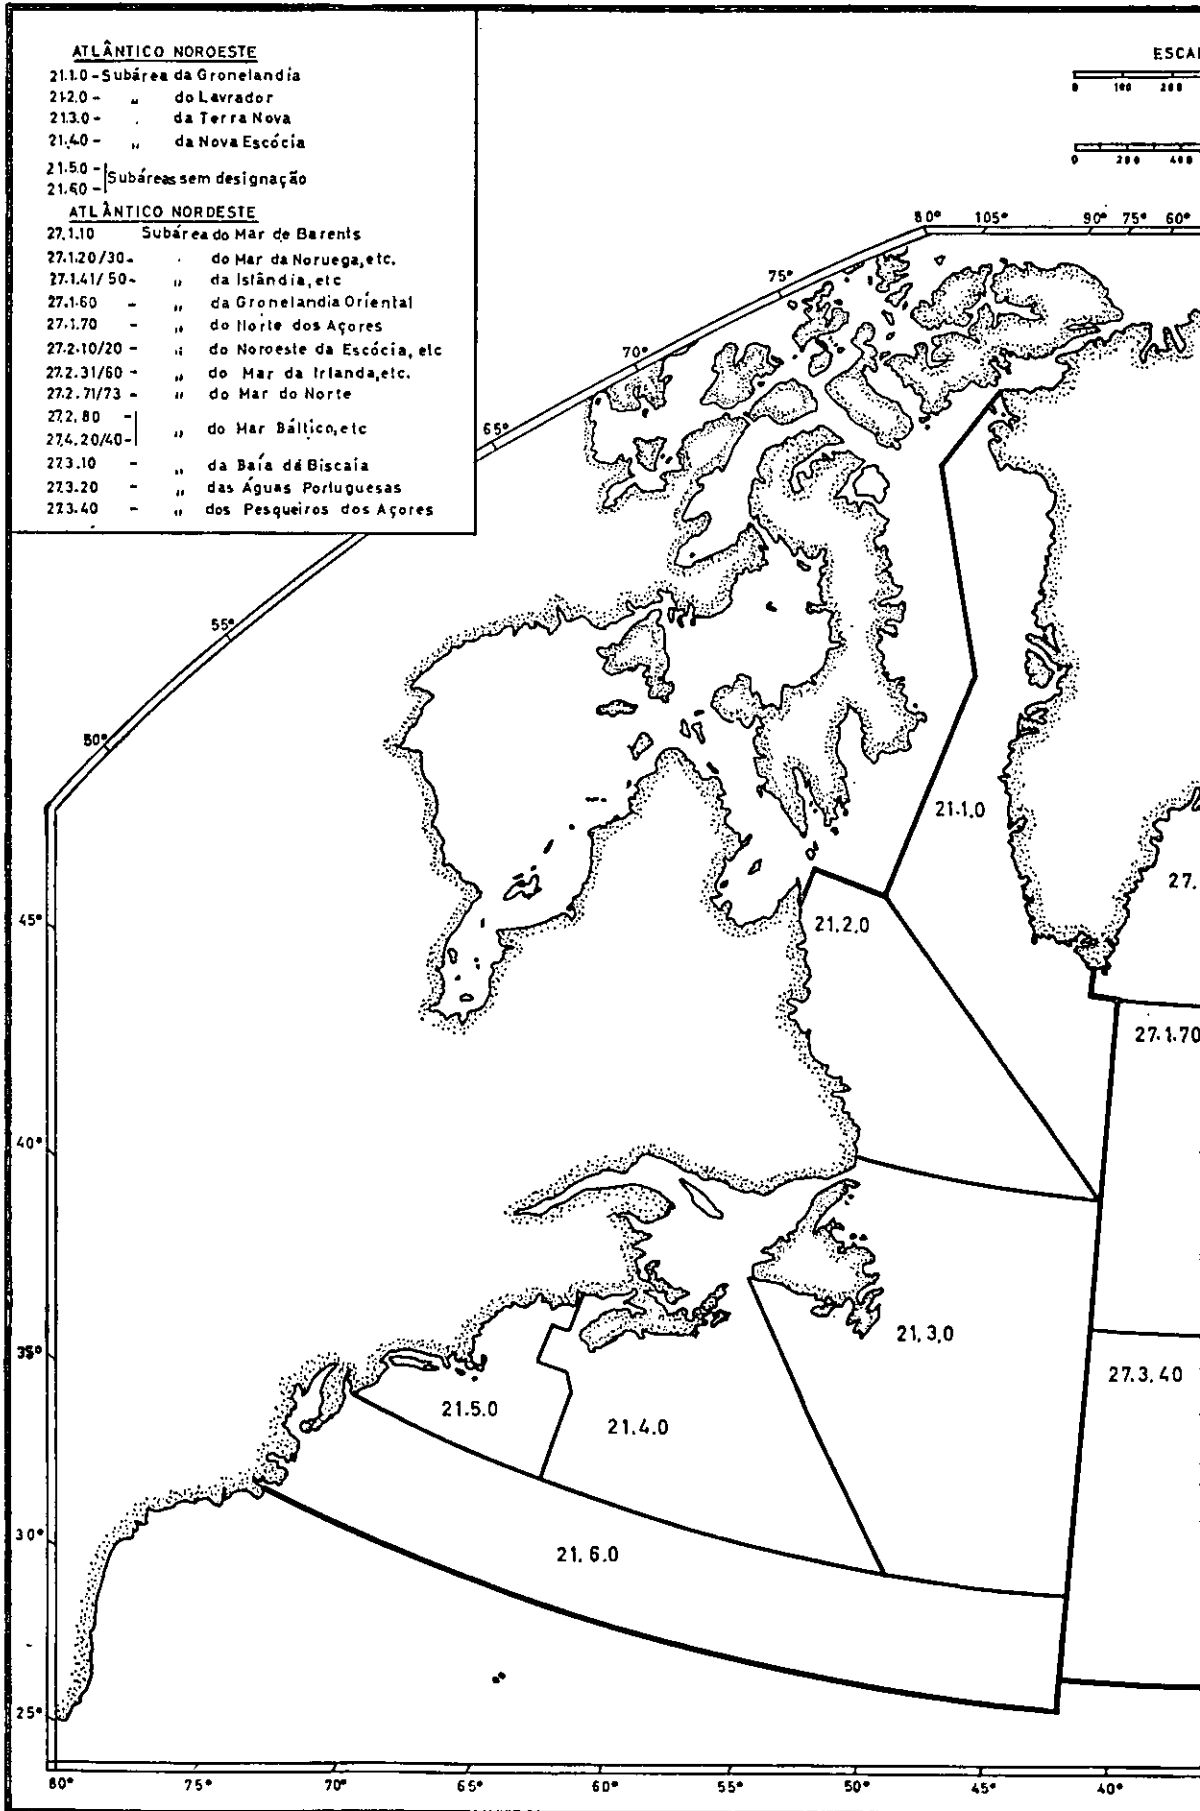 ATLÂNTICO NOROESTE
21.1.0 - Subárea da Gronelandia
21.2.0 - " do Lavrador
21.3.0 - . da Terra Nova
21.4.0 - " da Nova Escócia
21.5.0 -
21.6.0 - Subáreas sem designação
ATLÂNTICO NORDESTE
27.1.10 Subárea do Mar de Barents
27.1.20/30 - . do Mar da Noruega, etc.
27.1.41/50 - " da Islândia, etc
27.1.60 - " da Gronelandia Oriental
27.1.70 - " do Norte dos Açores
27.2.10/20 - " do Noroeste da Escócia, etc
27.2.31/60 - " do Mar da Irlanda, etc.
27.2.71/73 - " do Mar do Norte
27.2.80 -
27.4.20/40 - " do Mar Báltico, etc
27.3.10 - " da Baía de Biscaia
27.3.20 - " das Águas Portuguesas
27.3.40 - " dos Pesqueiros dos Açores
ESCAL
0 100 200
0 200 400
80° 105° 90° 75° 60°
75°
70°
65°
55°
50°
45°
40°
35°
30°
25°
21.1.0
27.
21.2.0
27.1.70
21.3.0
27.3.40
21.5.0
21.4.0
21.6.0
80° 75° 70° 65° 60° 55° 50° 45° 40°